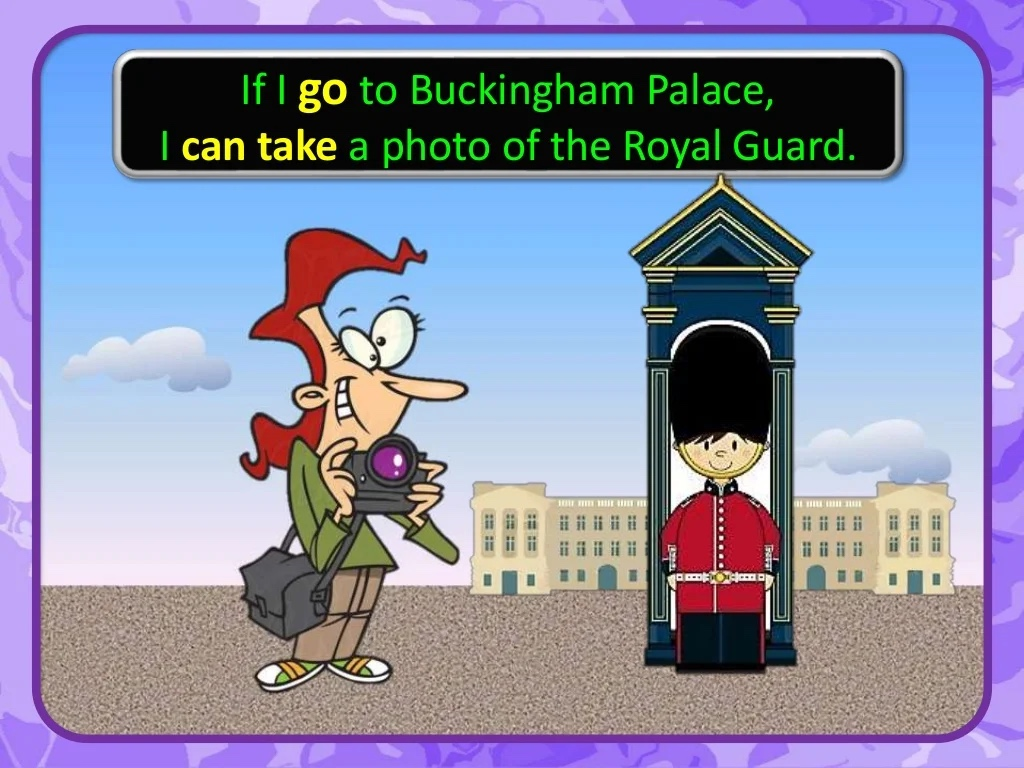 If I go to Buckingham Palace,
I can take a photo of the Royal Guard.